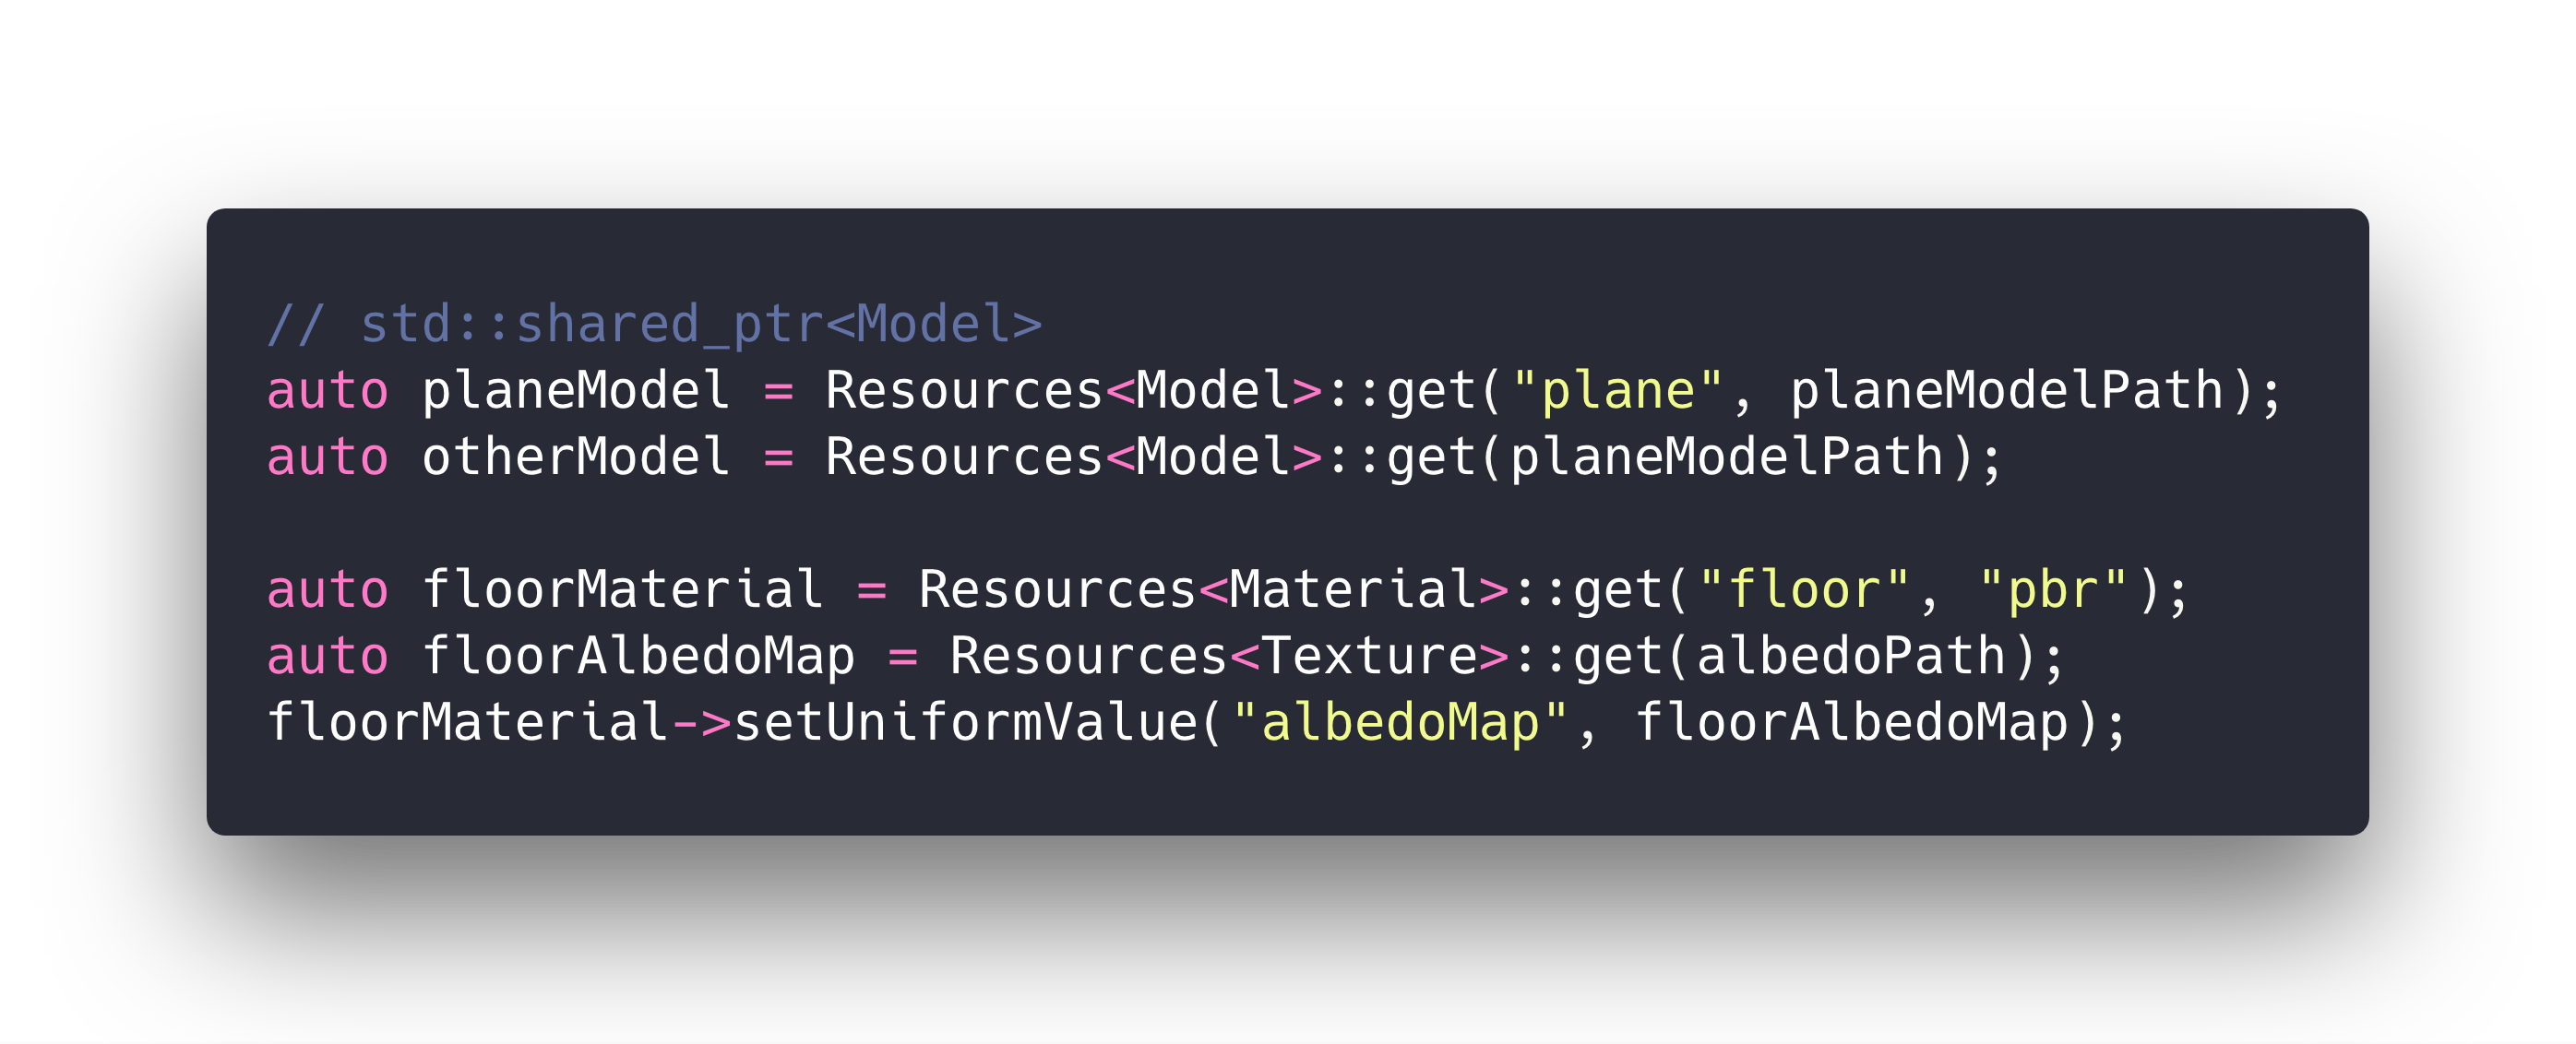 // std::shared_ptr<Model>
auto planeModel = Resources<Model>::get("plane", planeModelPath);
auto otherModel = Resources<Model>::get(planeModelPath);
auto floorMaterial = Resources<Material>::get("floor", "pbr");
auto floorAlbedoMap = Resources<Texture>::get(albedoPath);
floorMaterial->setUniformValue("albedoMap", floorAlbedoMap);